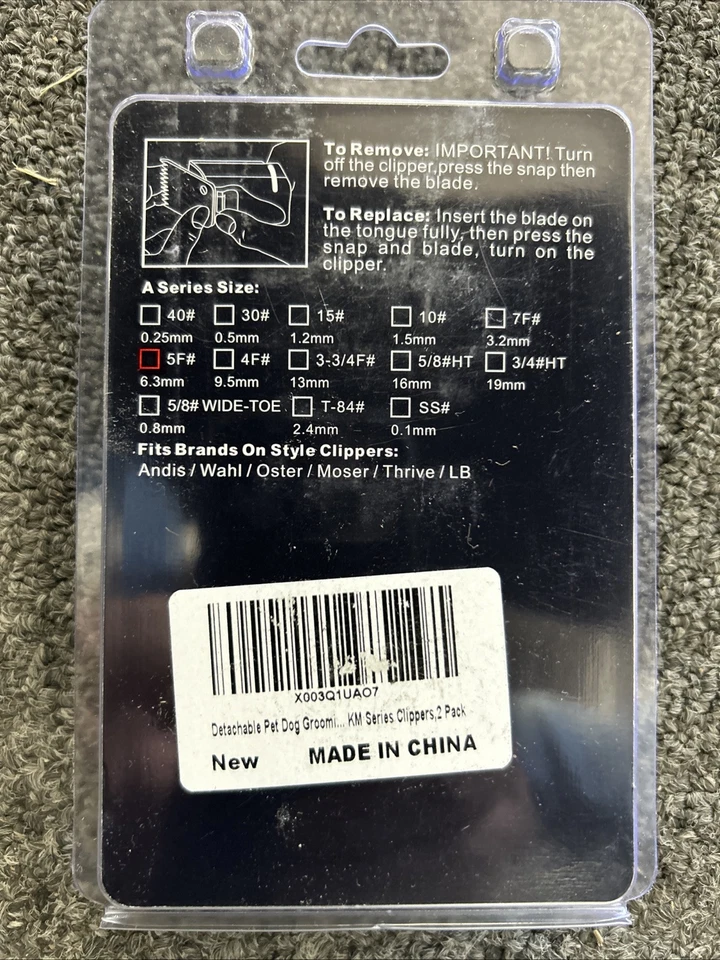 To Remove: IMPORTANT! Turn
off the clipper,press the snap then
remove the blade.
To Replace: Insert the blade on
the tongue fully, then press the
snap and blade, turn on the
clipper.
A Series Size:
40# 30# 15# 10# 7F#
0.25mm 0.5mm 1.2mm 1.5mm 3.2mm
5F# 4F# 3-3/4F# 5/8#HT 3/4#HT
6.3mm 9.5mm 13mm 16mm 19mm
5/8# WIDE-TOE T-84# SS#
0.8mm 2.4mm 0.1mm
Fits Brands On Style Clippers:
Andis / Wahl / Oster / Moser / Thrive / LB
X003Q1UAO7
Detachable Pet Dog Groomi... KM Series Clippers,2 Pack
New MADE IN CHINA